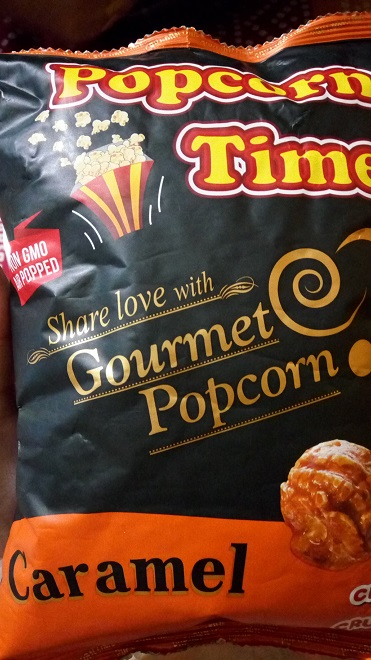 Popcorn
Time
NON GMO
AIR POPPED
Share love with
Gourmet
Popcorn
Caramel